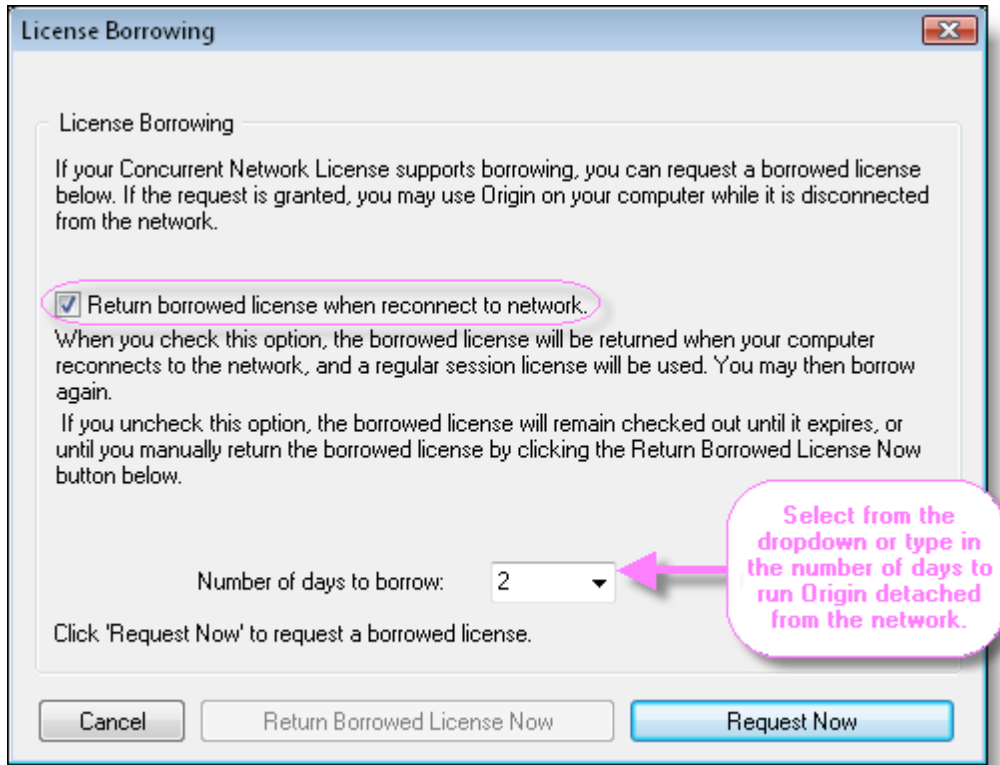 License Borrowing
License Borrowing
If your Concurrent Network License supports borrowing, you can request a borrowed license
below. If the request is granted, you may use Origin on your computer while it is disconnected
from the network.
Return borrowed license when reconnect to network.
When you check this option, the borrowed license will be returned when your computer
reconnects to the network, and a regular session license will be used. You may then borrow
again.
If you uncheck this option, the borrowed license will remain checked out until it expires, or
until you manually return the borrowed license by clicking the Return Borrowed License Now
button below.
Select from the
dropdown or type in
the number of days to
run Origin detached
from the network.
Number of days to borrow: 2
Click 'Request Now' to request a borrowed license.
Cancel Return Borrowed License Now Request Now